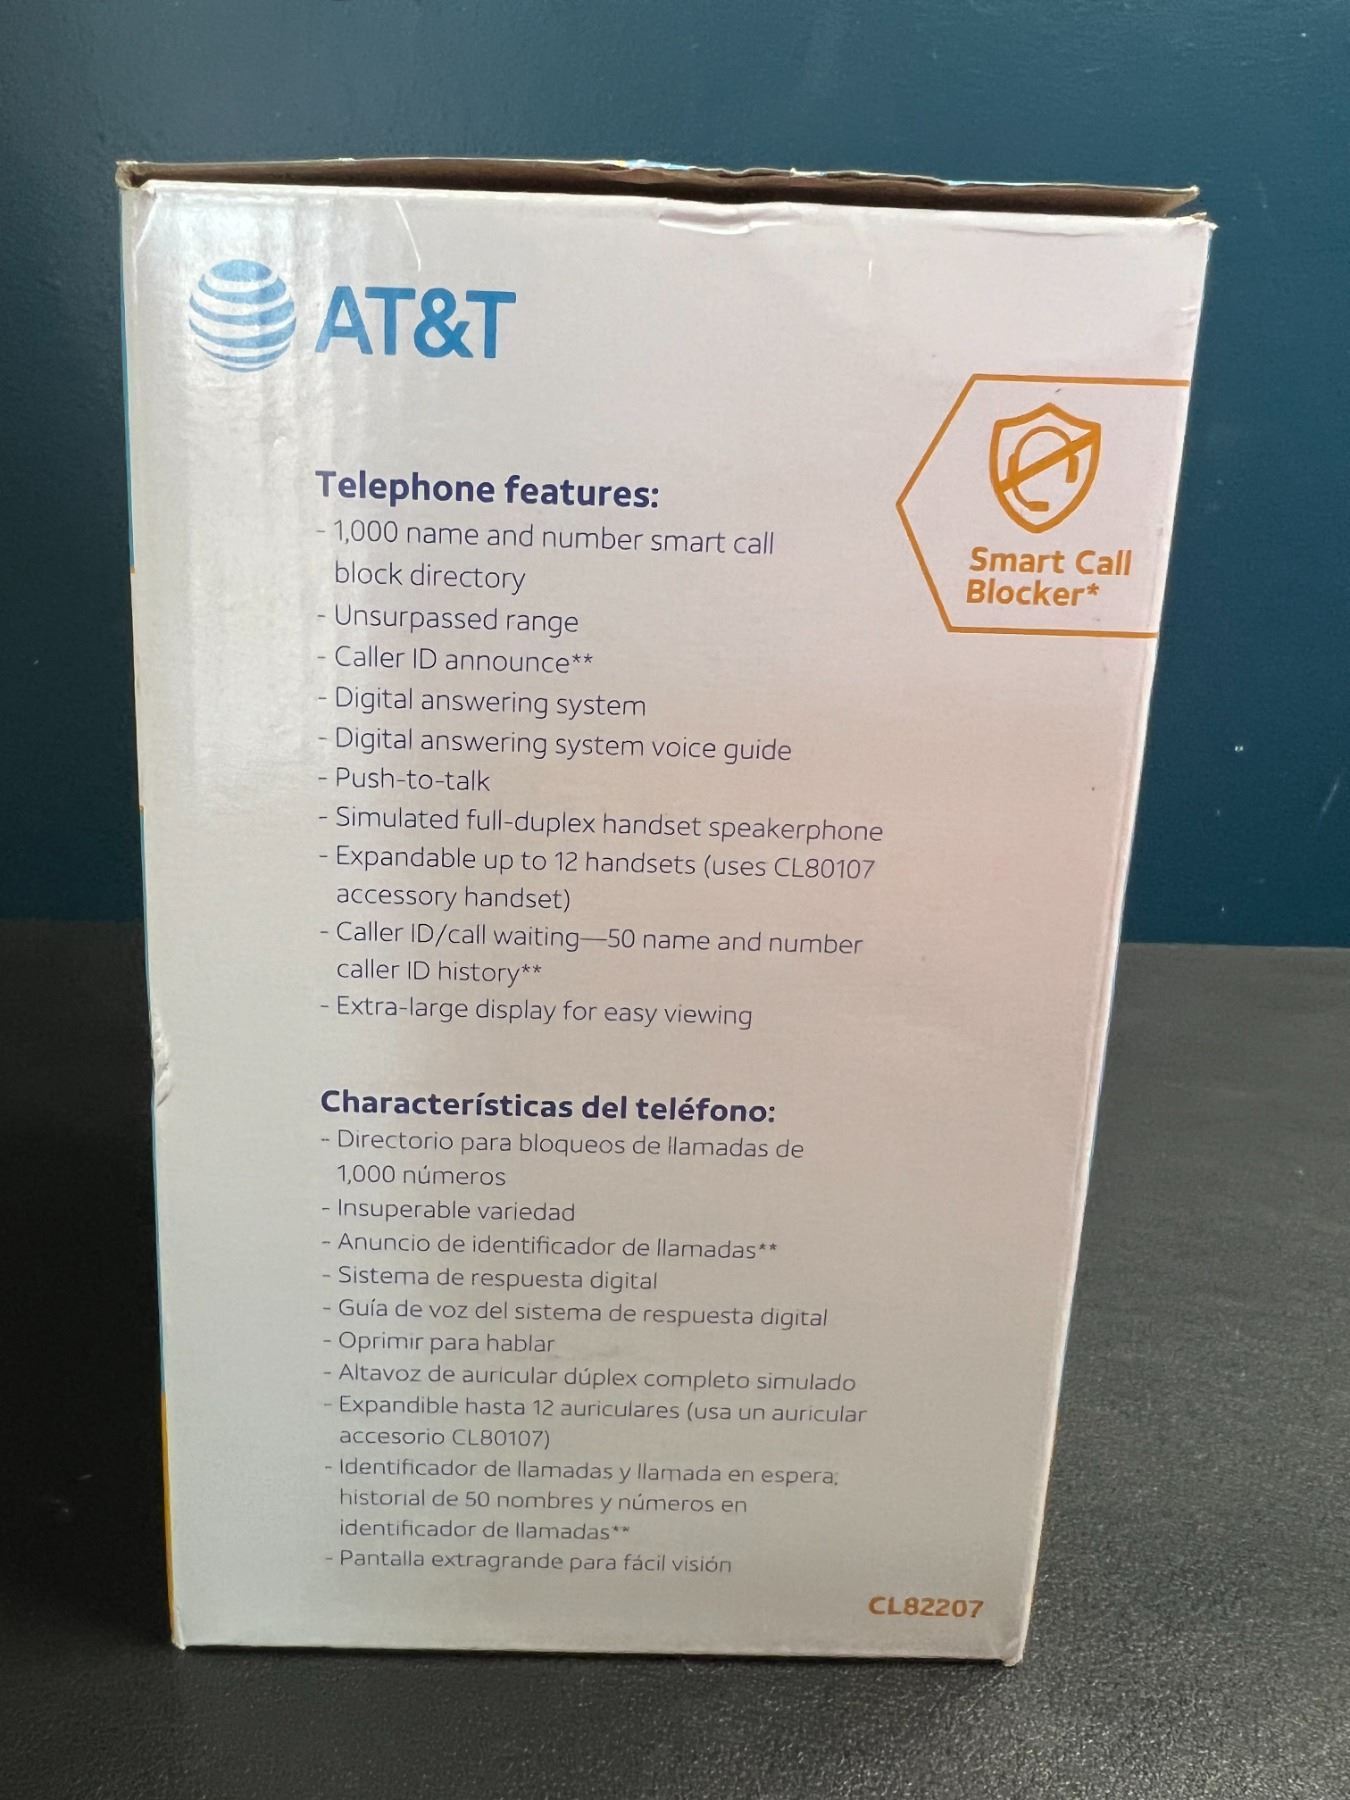 AT&T
Smart Call
Blocker*
Telephone features:
- 1,000 name and number smart call
block directory
- Unsurpassed range
- Caller ID announce**
- Digital answering system
- Digital answering system voice guide
- Push-to-talk
- Simulated full-duplex handset speakerphone
- Expandable up to 12 handsets (uses CL80107
accessory handset)
- Caller ID/call waiting—50 name and number
caller ID history**
- Extra-large display for easy viewing
Características del teléfono:
- Directorio para bloqueos de llamadas de
1,000 números
- Insuperable variedad
- Anuncio de identificador de llamadas**
- Sistema de respuesta digital
- Guía de voz del sistema de respuesta digital
- Oprimir para hablar
- Altavoz de auricular dúplex completo simulado
- Expandible hasta 12 auriculares (usa un auricular
accesorio CL80107)
- Identificador de llamadas y llamada en espera;
historial de 50 nombres y números en
identificador de llamadas**
- Pantalla extragrande para fácil visión
CL82207